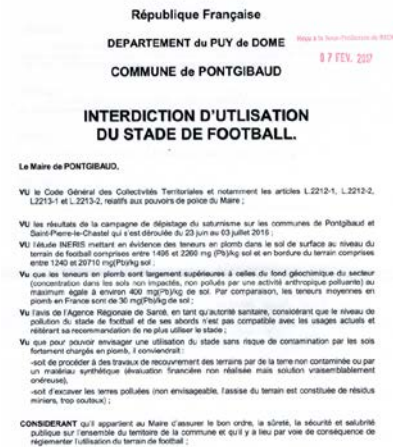 République Française
DEPARTEMENT du PUY de DOME
07 FEV. 2017
COMMUNE de PONTGIBAUD
INTERDICTION D'UTLISATION
DU STADE DE FOOTBALL.
Le Maire de PONTGIBAUD,
VU le Code Général des Collectivités Territoriales et notamment les articles L.2212-1, L.2212-2,
L2213-1 et L.2213-2, relatifs aux pouvoirs de police du Maire ;
VU les résultats de la campagne de dépistage du saturnisme sur les communes de Pontgibaud et
Saint-Pierre-le-Chastel qui s'est déroulée du 23 juin au 03 juillet 2016 ;
VU l'étude INERIS mettant en évidence des teneurs en plomb dans le sol de surface au niveau du
terrain de football comprises entre 1496 et 2260 mg (Pb)/kg sol et en bordure du terrain comprises
entre 1240 et 20710 mg(Pb)/kg sol ;
Vu que les teneurs en plomb sont largement supérieures à celles du fond géochimique du secteur
(concentration dans les sols non impactés, non pollués par une activité anthropique polluante) au
maximum égale à environ 400 mg(Pb)/kg de sol. Par comparaison, les teneurs moyennes en
plomb en France sont de 30 mg(Pb)/kg de sol ;
Vu l'avis de l'Agence Régionale de Santé, en tant qu'autorité sanitaire, considérant que le niveau de
pollution du stade de football et de ses abords n'est pas compatible avec les usages actuels et
réitérant sa recommandation de ne plus utiliser le stade ;
Vu que pour pouvoir envisager une utilisation du stade sans risque de contamination par les sols
fortement chargés en plomb, il conviendrait :
-soit de procéder à des travaux de recouvrement des terrains par de la terre non contaminée ou par
un matériau synthétique (évaluation financière non réalisée mais solution vraisemblablement
onéreuse),
-soit d'excaver les terres polluées (non envisageable, l'assise du terrain est constituée de résidus
miniers, trop couteux) ;
CONSIDERANT qu'il appartient au Maire d'assurer le bon ordre, la sûreté, la sécurité et salubrité
publique sur l'ensemble du territoire de la commune et qu'il y a lieu par voie de conséquence de
réglementer l'utilisation du terrain de football ;